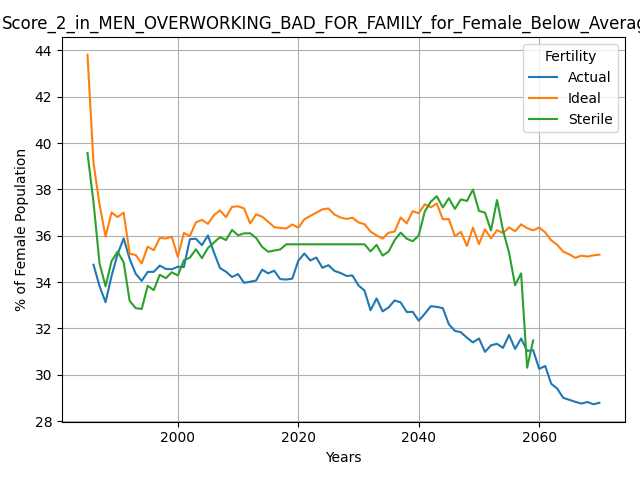 Score_2_in_MEN_OVERWORKING_BAD_FOR_FAMILY_for_Female_Below_Averag
Fertility
Actual
Ideal
Sterile
% of Female Population
44
42
40
38
36
34
32
30
28
2000
2020
2040
2060
Years